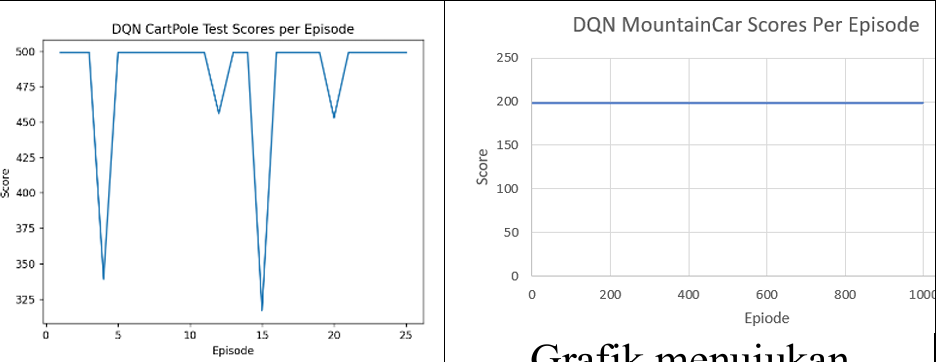 DQN CartPole Test Scores per Episode
500
475
450
425
400
375
350
325
Score
0 5 10 15 20 25
Episode
DQN MountainCar Scores Per Episode
250
200
150
100
50
0
Score
0 200 400 600 800 1000
Epiode
Grafik menujukan